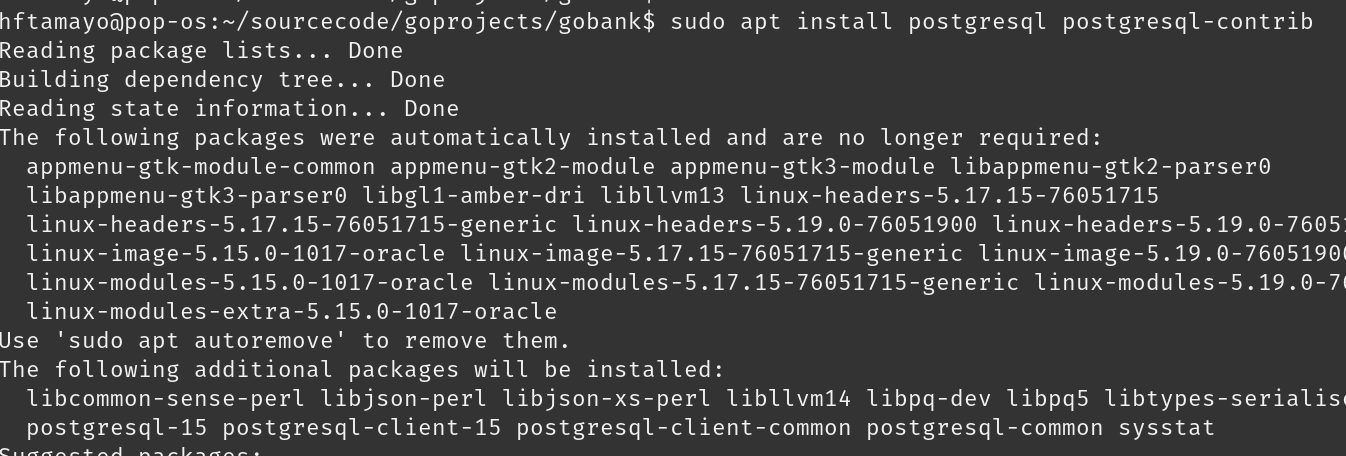 hftamayo@pop-os:~/sourcecode/goprojects/gobank$ sudo apt install postgresql postgresql-contrib
Reading package lists... Done
Building dependency tree... Done
Reading state information... Done
The following packages were automatically installed and are no longer required:
  appmenu-gtk-module-common appmenu-gtk2-module appmenu-gtk3-module libappmenu-gtk2-parser0
  libappmenu-gtk3-parser0 libgl1-amber-dri libllvm13 linux-headers-5.17.15-76051715
  linux-headers-5.17.15-76051715-generic linux-headers-5.19.0-76051900 linux-headers-5.19.0-7605
  linux-image-5.15.0-1017-oracle linux-image-5.17.15-76051715-generic linux-image-5.19.0-7605190
  linux-modules-5.15.0-1017-oracle linux-modules-5.17.15-76051715-generic linux-modules-5.19.0-7
  linux-modules-extra-5.15.0-1017-oracle
Use 'sudo apt autoremove' to remove them.
The following additional packages will be installed:
  libcommon-sense-perl libjson-perl libjson-xs-perl libllvm14 libpq-dev libpq5 libtypes-serialis
  postgresql-15 postgresql-client-15 postgresql-client-common postgresql-common sysstat
Suggested packages: